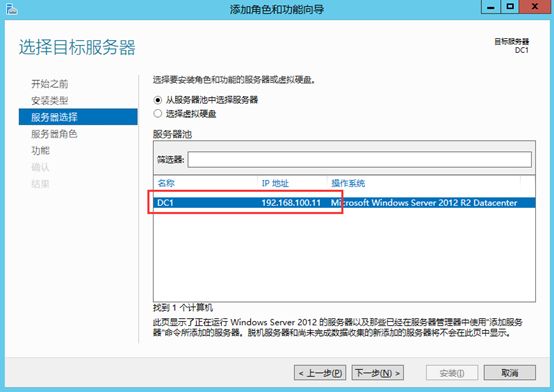 添加角色和功能向导
选择目标服务器
目标服务器
DC1
开始之前
安装类型
服务器选择
服务器角色
功能
确认
结果
选择要安装角色和功能的服务器或虚拟硬盘。
从服务器池中选择服务器
选择虚拟硬盘
服务器池
筛选器:
名称 IP 地址 操作系统
DC1 192.168.100.11 Microsoft Windows Server 2012 R2 Datacenter
找到 1 个计算机
此页显示了正在运行 Windows Server 2012 的服务器以及那些已经在服务器管理器中使用"添加服务
器"命令所添加的服务器。脱机服务器和尚未完成数据收集的新添加的服务器将不会在此页中显示。
< 上一步(P) 下一步(N) > 安装(I) 取消